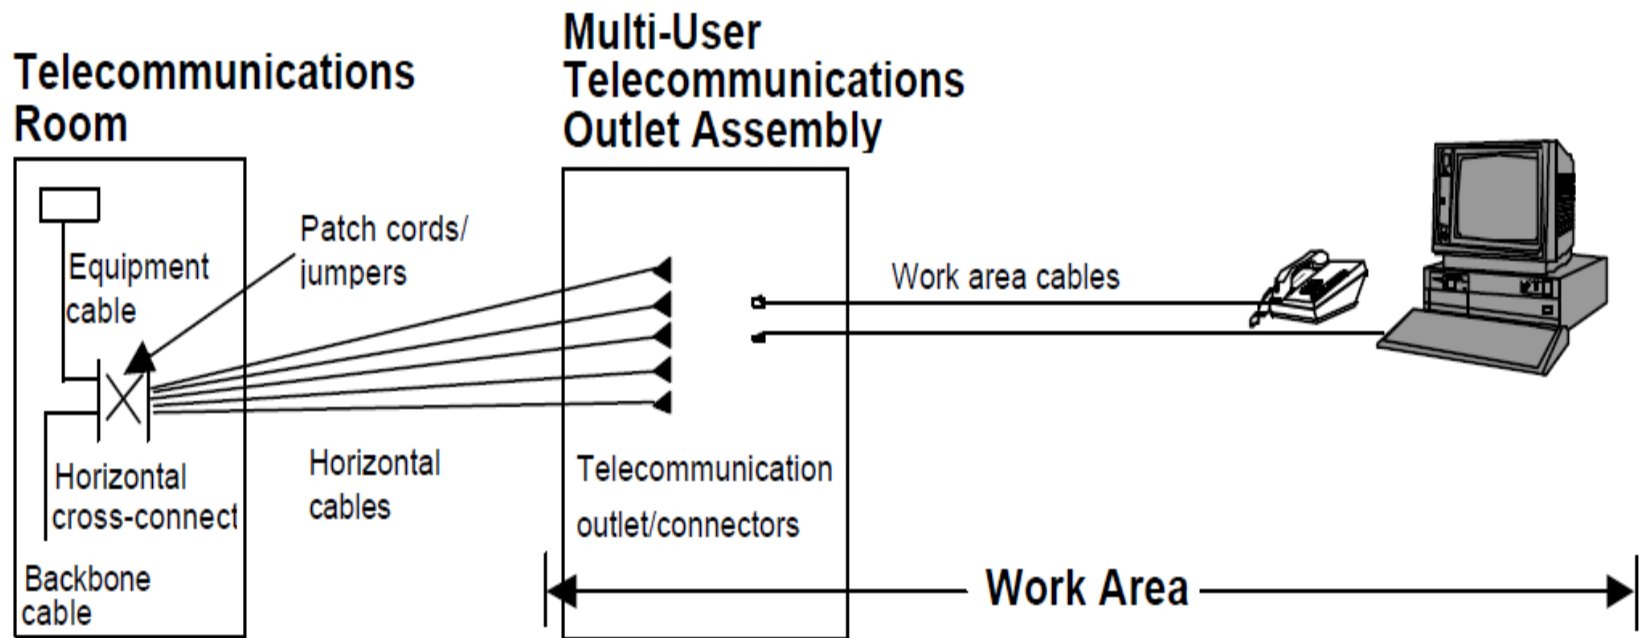 Telecommunications
Room
Multi-User
Telecommunications
Outlet Assembly
Equipment
cable
Patch cords/
jumpers
Work area cables
Horizontal
cross-connect
Horizontal
cables
Telecommunication
outlet/connectors
Backbone
cable
Work Area